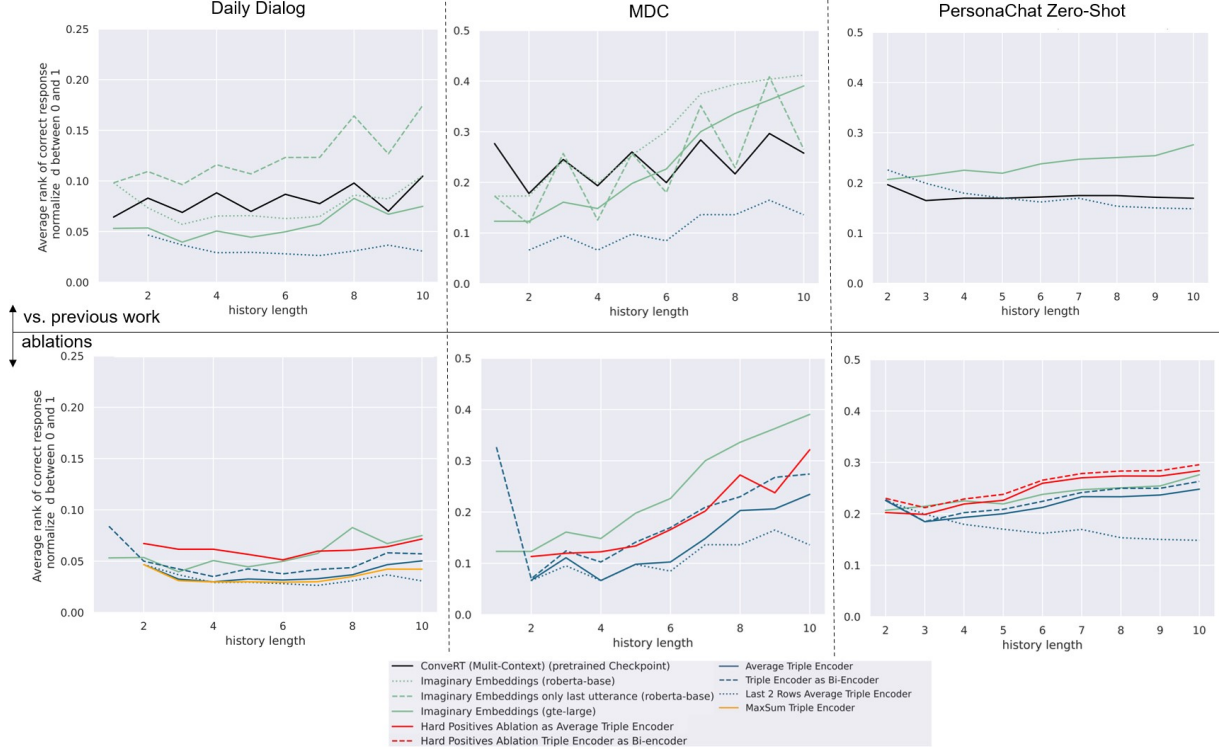 Daily Dialog
MDC
PersonaChat Zero-Shot
Average rank of correct response
normalize d between 0 and 1
0.25
0.20
0.15
0.10
0.05
0.00
2 4 6 8 10
history length
0.5
0.4
0.3
0.2
0.1
0.0
2 4 6 8 10
history length
0.5
0.4
0.3
0.2
0.1
0.0
2 3 4 5 6 7 8 9 10
history length
vs. previous work
ablations
Average rank of correct response
normalize d between 0 and 1
0.25
0.20
0.15
0.10
0.05
0.00
2 4 6 8 10
history length
0.5
0.4
0.3
0.2
0.1
0.0
2 4 6 8 10
history length
0.5
0.4
0.3
0.2
0.1
0.0
2 3 4 5 6 7 8 9 10
history length
ConveRT (Mulit-Context) (pretrained Checkpoint)
Imaginary Embeddings (roberta-base)
Imaginary Embeddings only last utterance (roberta-base)
Imaginary Embeddings (gte-large)
Hard Positives Ablation as Average Triple Encoder
Hard Positives Ablation Triple Encoder as Bi-encoder
Average Triple Encoder
Triple Encoder as Bi-Encoder
Last 2 Rows Average Triple Encoder
MaxSum Triple Encoder